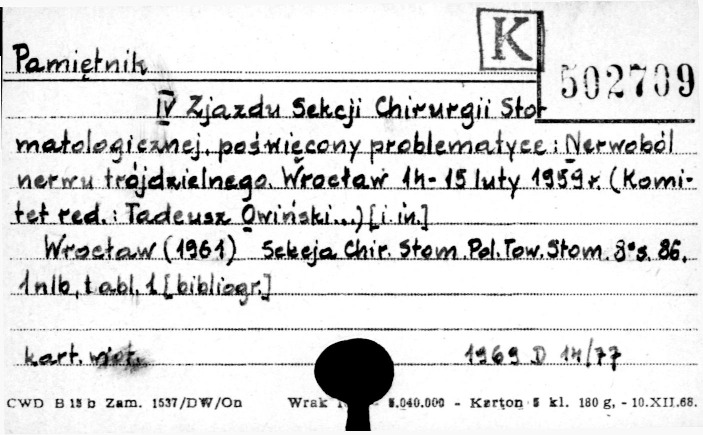 K
502709
Pamiętnik
IV Zjazdu Sekcji Chirurgii Sto-
matologicznej, poświęcony problematyce: Nerwoból
nerwu trójdzielnego. Wrocław 14-15 luty 1959 r. (Komi-
tet red.: Tadeusz Owiński...) [i in.]
Wrocław (1961) Sekcja Chir. Stom. Pol. Tow. Stom. 8° s. 86,
1 nlb, tabl. 1 [bibliogr.]
kart.
1969 D 14/77
CWD B 15 b Zam. 1537/DW/On Wrak 5.040.000 - Karton 5 kl. 180 g, - 10.XII.68.